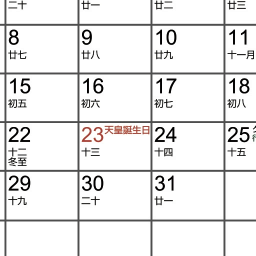 二十 廿一 廿二 廿三
8 9 10 11
廿七 廿八 廿九 十一月
15 16 17 18
初五 初六 初七 初八
22 23 天皇誕生日 24 25
十二 十三 十四 十五
冬至
29 30 31
十九 二十 廿一